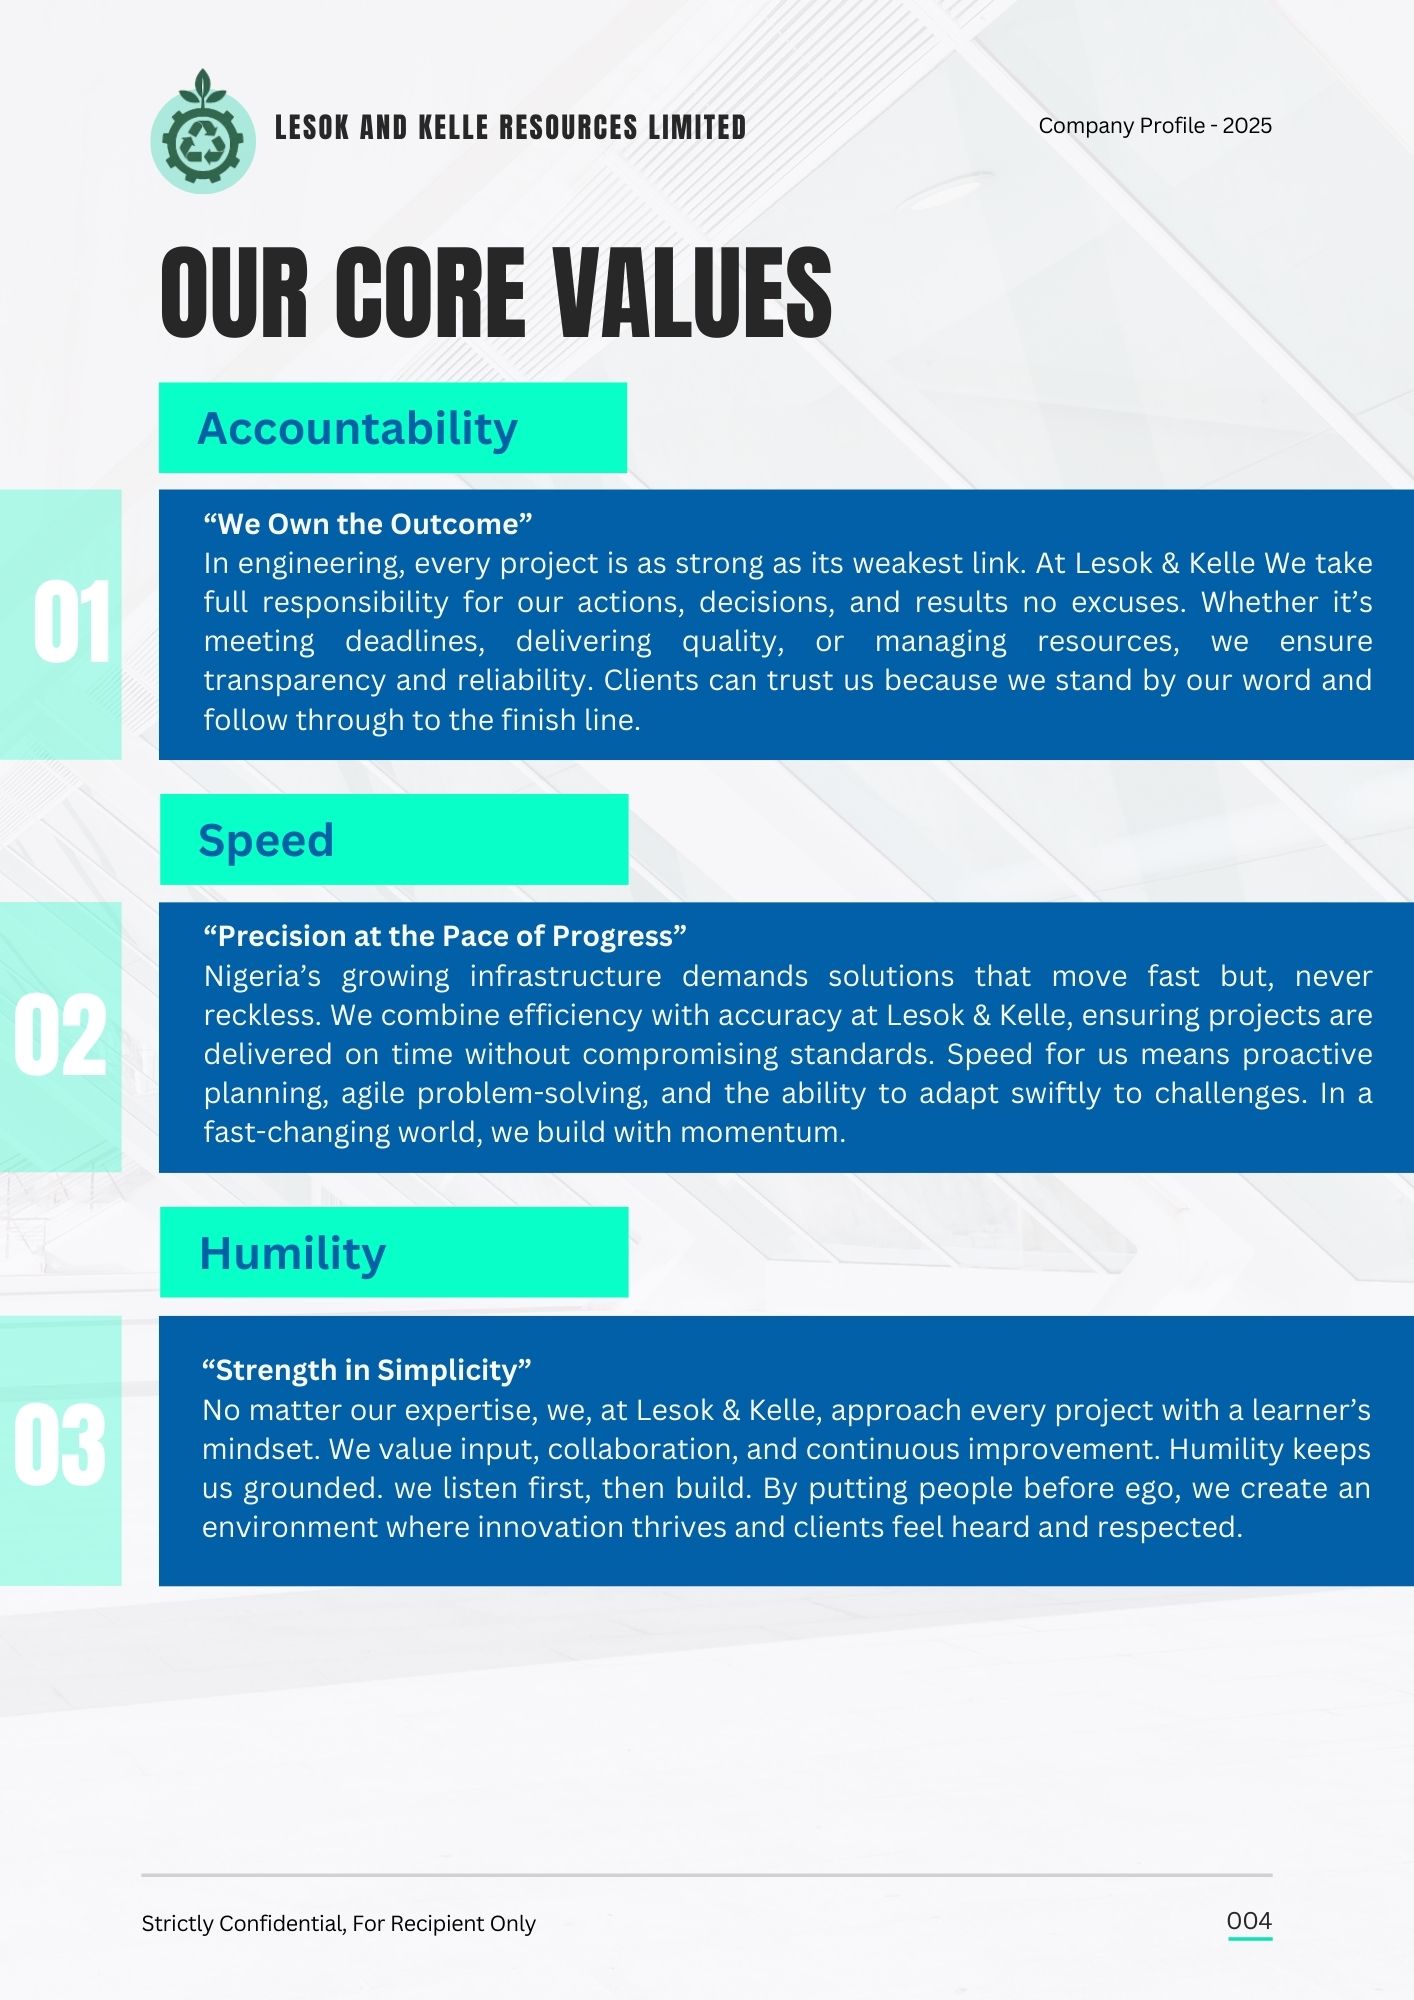 LESOK AND KELLE RESOURCES LIMITED
Company Profile - 2025
OUR CORE VALUES
Accountability
01
“We Own the Outcome”
In engineering, every project is as strong as its weakest link. At Lesok & Kelle We take
full responsibility for our actions, decisions, and results no excuses. Whether it’s
meeting deadlines, delivering quality, or managing resources, we ensure
transparency and reliability. Clients can trust us because we stand by our word and
follow through to the finish line.
Speed
02
“Precision at the Pace of Progress”
Nigeria’s growing infrastructure demands solutions that move fast but, never
reckless. We combine efficiency with accuracy at Lesok & Kelle, ensuring projects are
delivered on time without compromising standards. Speed for us means proactive
planning, agile problem-solving, and the ability to adapt swiftly to challenges. In a
fast-changing world, we build with momentum.
Humility
03
“Strength in Simplicity”
No matter our expertise, we, at Lesok & Kelle, approach every project with a learner’s
mindset. We value input, collaboration, and continuous improvement. Humility keeps
us grounded. we listen first, then build. By putting people before ego, we create an
environment where innovation thrives and clients feel heard and respected.
Strictly Confidential, For Recipient Only
004